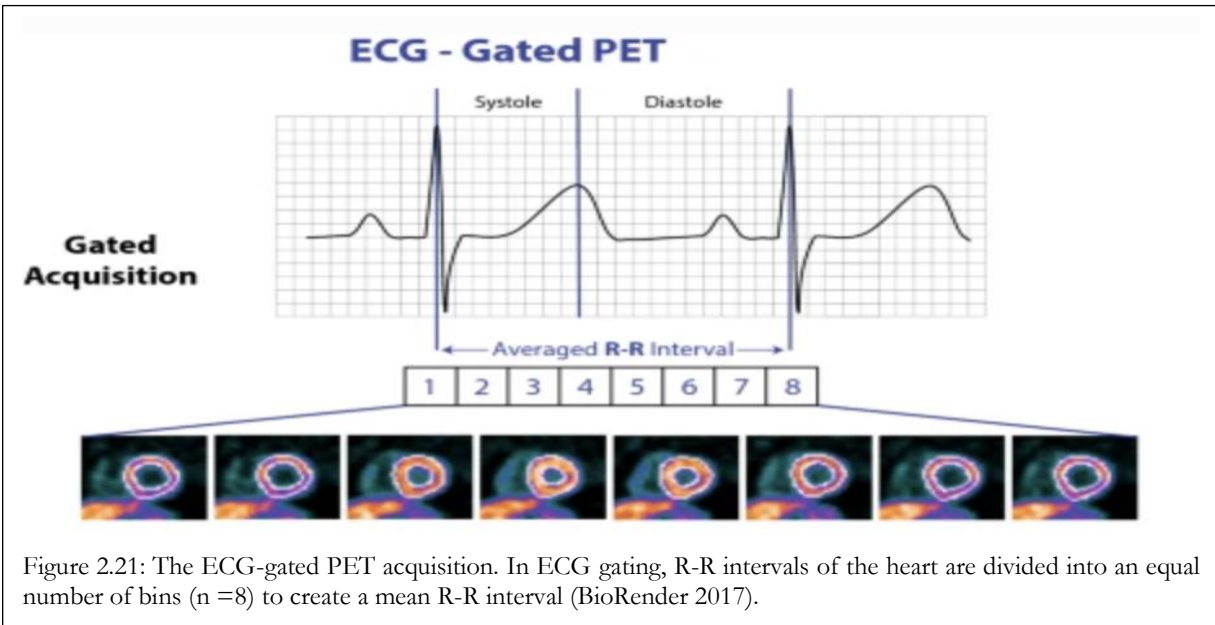 ECG - Gated PET
Systole
Diastole
Gated
Acquisition
Averaged R-R Interval
1 2 3 4 5 6 7 8
Figure 2.21: The ECG-gated PET acquisition. In ECG gating, R-R intervals of the heart are divided into an equal
number of bins (n =8) to create a mean R-R interval (BioRender 2017).